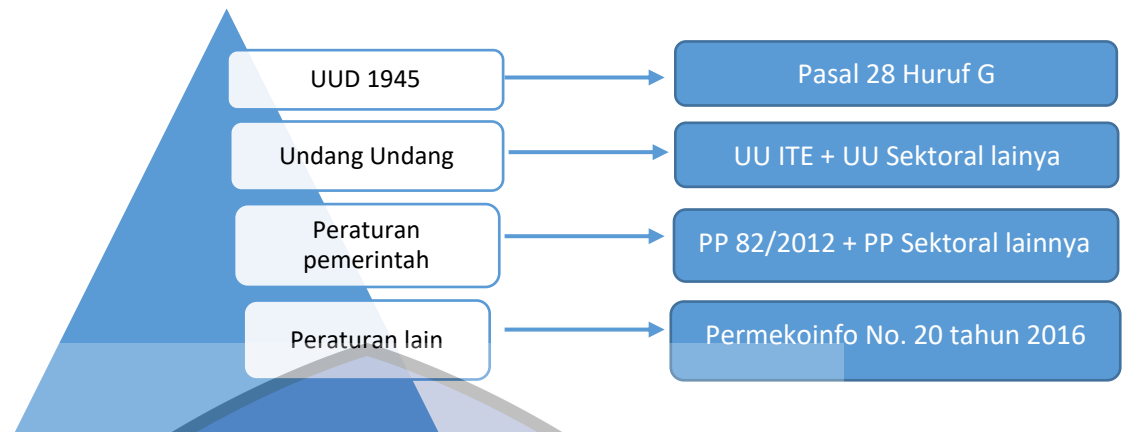 UUD 1945
Pasal 28 Huruf G
Undang Undang
UU ITE + UU Sektoral lainya
Peraturan
pemerintah
PP 82/2012 + PP Sektoral lainnya
Peraturan lain
Permekoinfo No. 20 tahun 2016